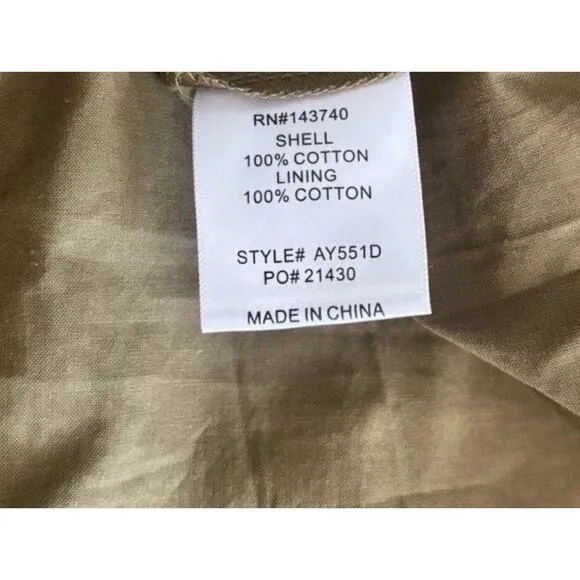 RN#143740
SHELL
100% COTTON
LINING
100% COTTON
STYLE# AY551D
PO# 21430
MADE IN CHINA